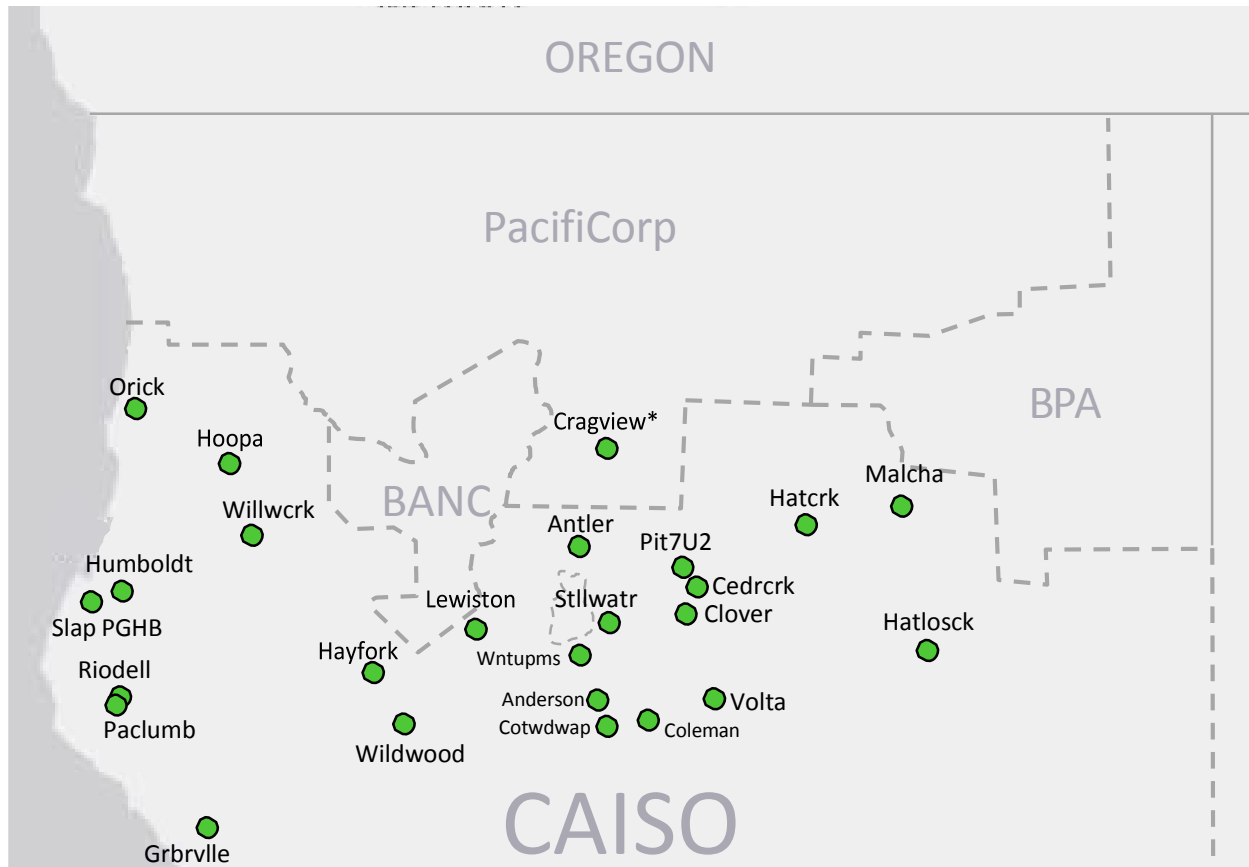 OREGON
PacifiCorp
BPA
Orick
Cragview*
Hoopa
Malcha
BANC
Hatcrk
Willwcrk
Antler
Pit7U2
Humboldt
Cedrcrk
Lewiston
Stllwatr
Clover
Slap PGHB
Hatlosck
Hayfork
Wntupms
Riodell
Anderson
Volta
Paclumb
Cotwdwap
Coleman
Wildwood
CAISO
Grbrvlle